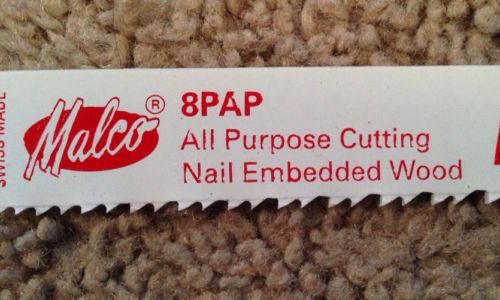 SWISS MADE
Malco®
8PAP
All Purpose Cutting
Nail Embedded Wood